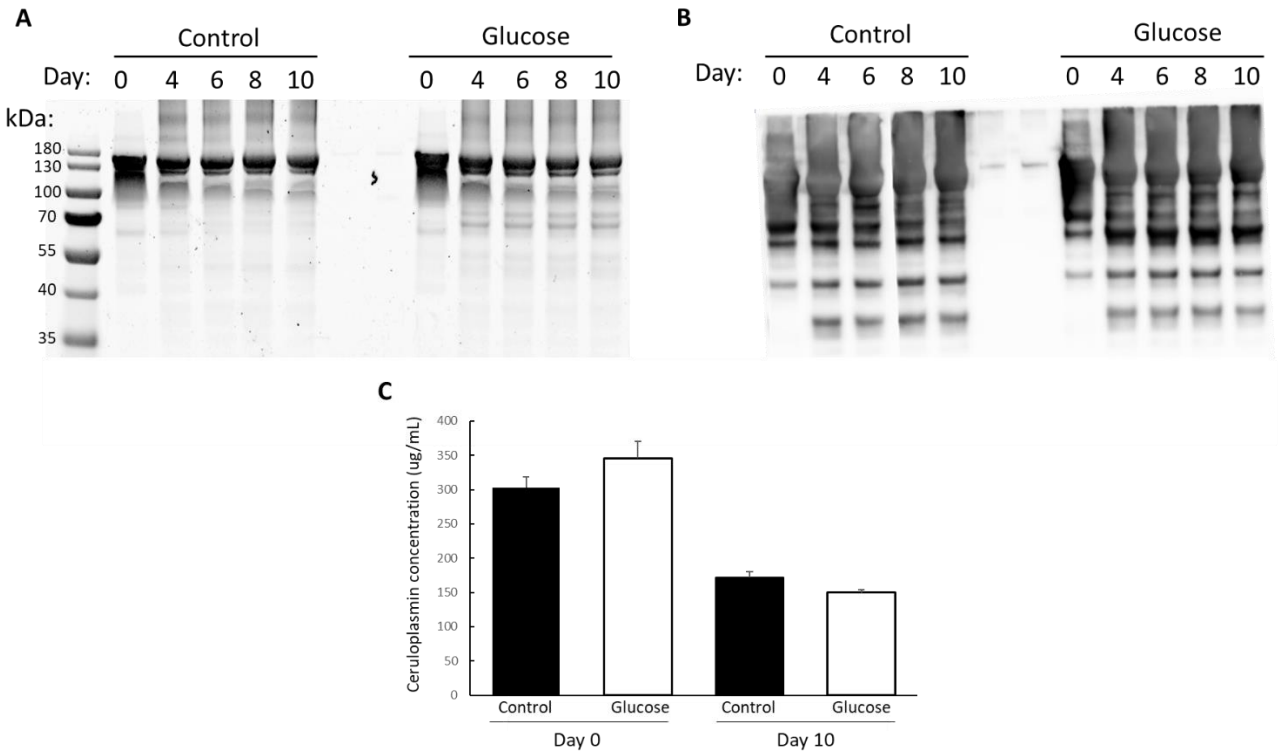 A
Control
Glucose
Day: 0 4 6 8 10 0 4 6 8 10
kDa:
180
130
100
70
55
40
35
B
Control
Glucose
Day: 0 4 6 8 10 0 4 6 8 10
C
Ceruloplasmin concentration (ug/mL)
400
350
300
250
200
150
100
50
0
Control Glucose Control Glucose
Day 0 Day 10